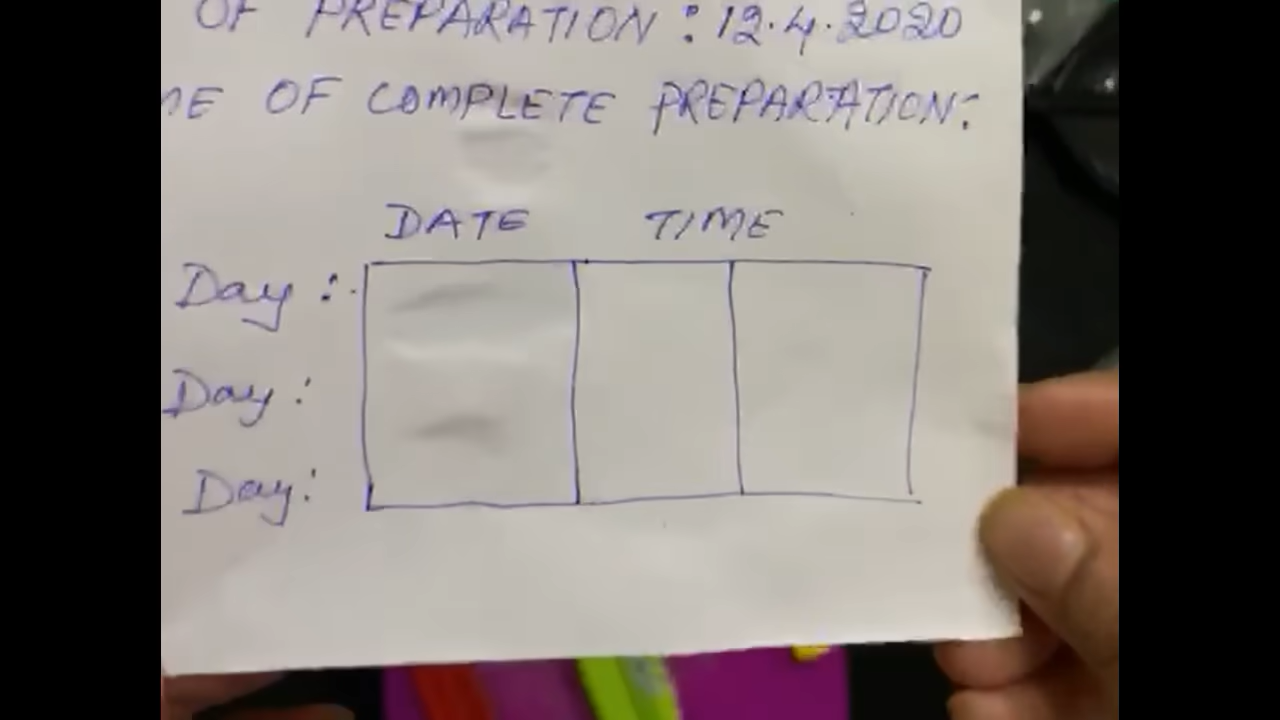 OF PREPARATION : 12.4.2020
OF COMPLETE PREPARATION:
DATE TIME
Day :
Day :
Day :